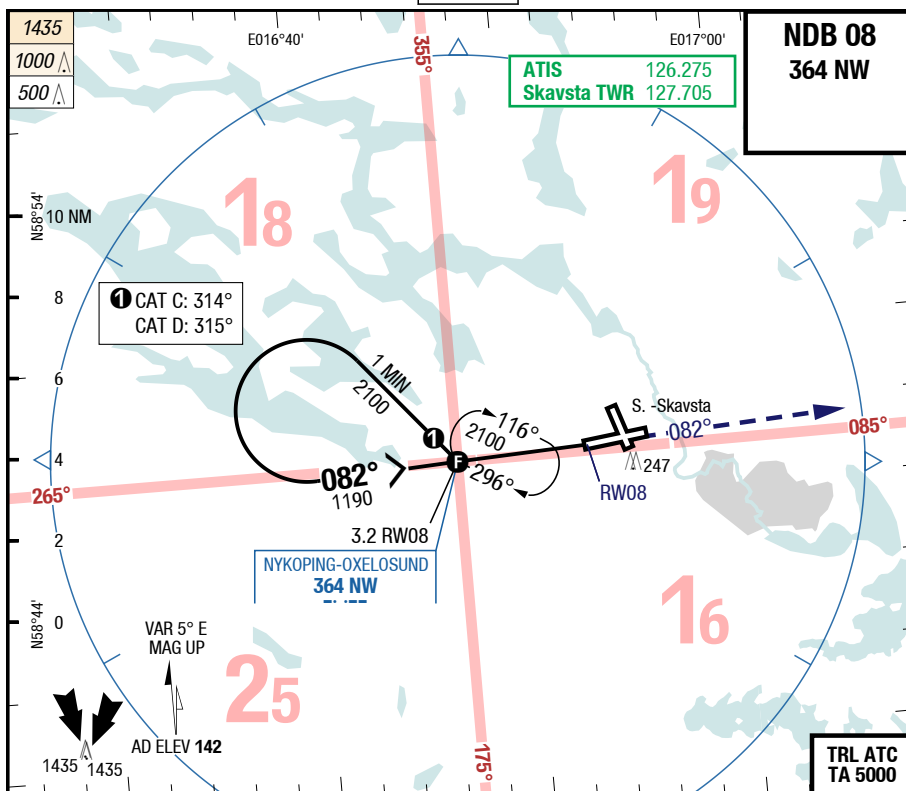 1435
1000
500
E016°40'
355°
E017°00'
ATIS 126.275
Skavsta TWR 127.705
NDB 08
364 NW
N58°54'
10 NM
18
19
1 CAT C: 314°
CAT D: 315°
8
6
4
2
0
1 MIN
2100
1
116°
2100
296°
F
S. -Skavsta
082°
085°
247
RW08
265°
082°
1190
3.2 RW08
NYKOPING-OXELOSUND
364 NW
N58°44'
VAR 5° E
MAG UP
25
16
AD ELEV 142
1435
1435
175°
TRL ATC
TA 5000